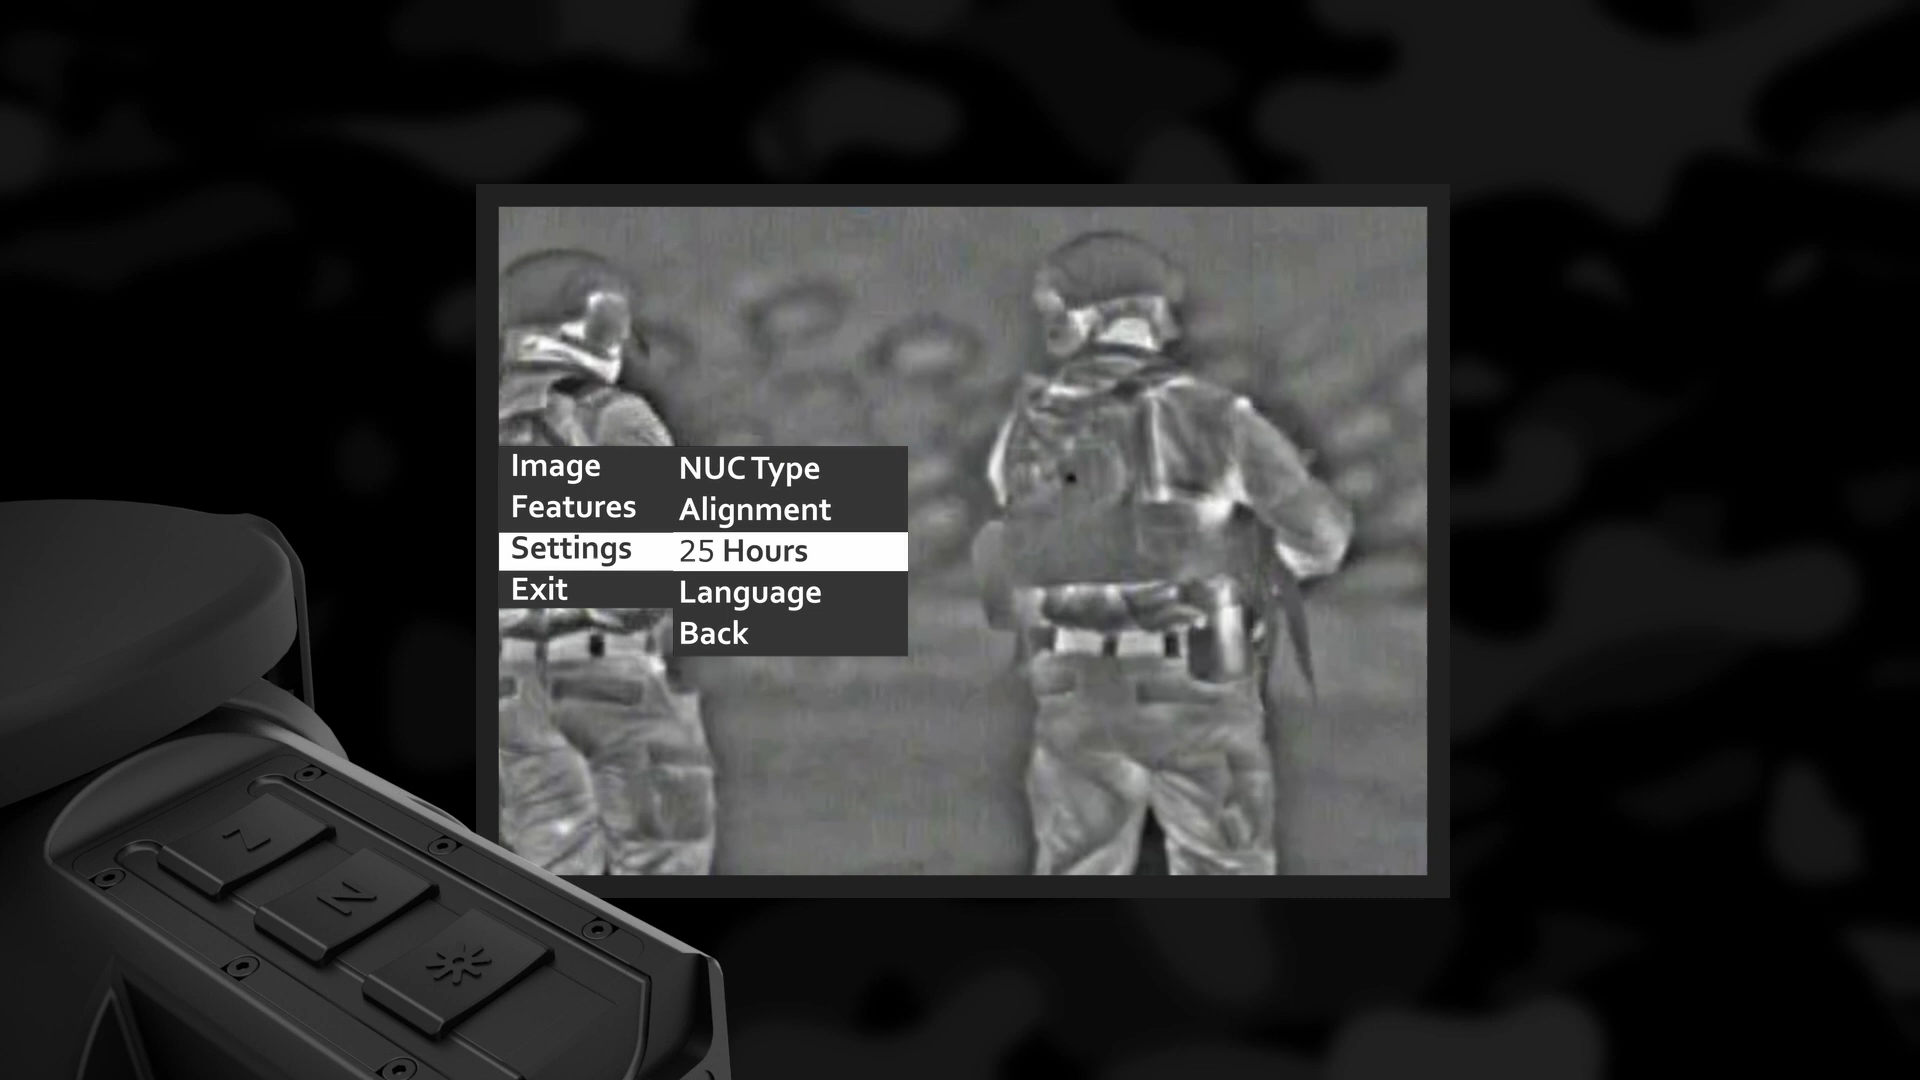 Image
Features
Settings
Exit
NUC Type
Alignment
25 Hours
Language
Back
Z
N